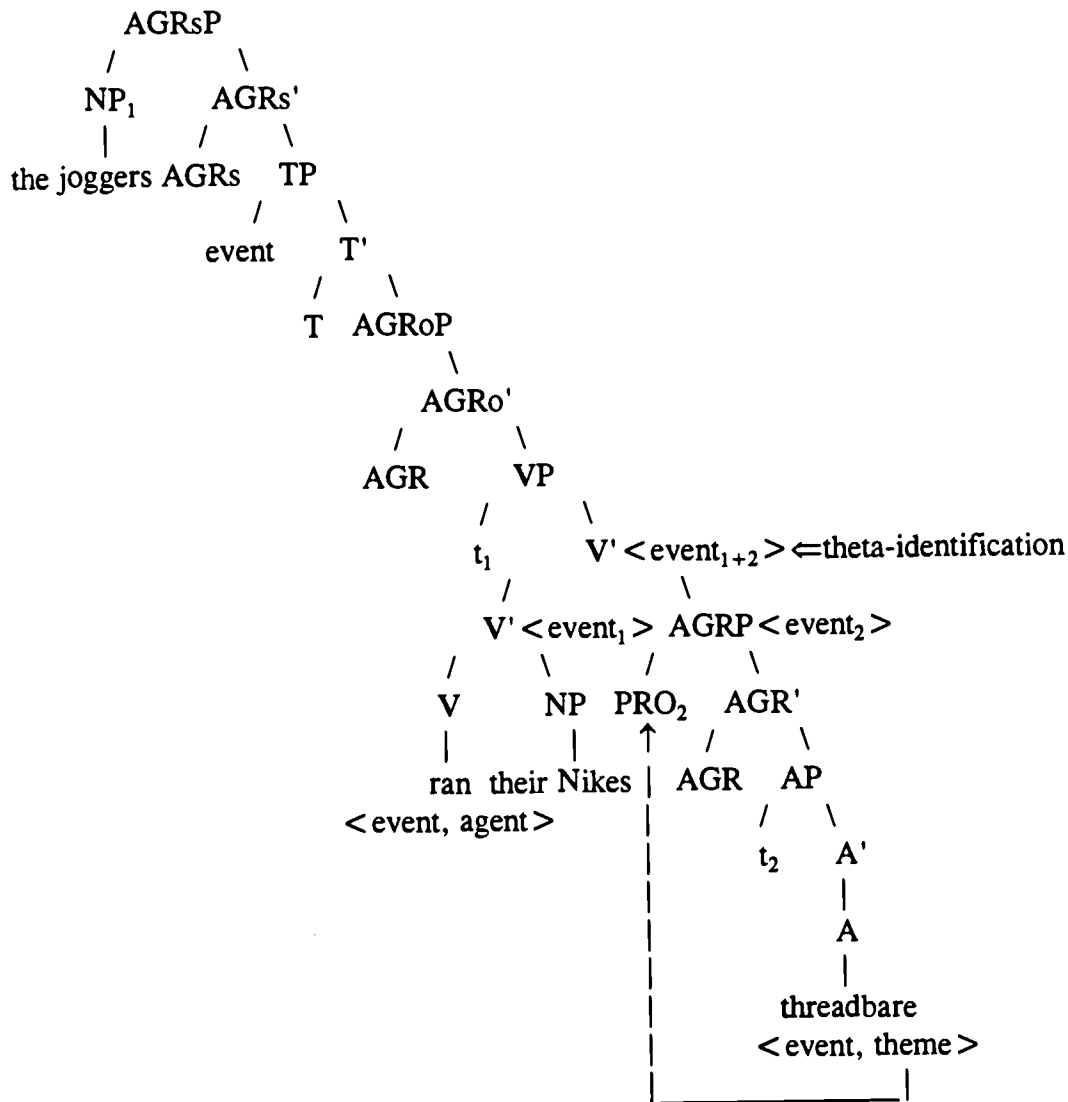 AGRsP
NP₁ AGRs'
the joggers AGRs TP
event T'
T AGRoP
AGRo'
AGR VP
t₁ V' <event₁₊₂> ⇐theta-identification
V' <event₁> AGRP <event₂>
V NP PRO₂ AGR'
ran their Nikes AGR AP
<event, agent>
t₂ A'
A
threadbare
<event, theme>